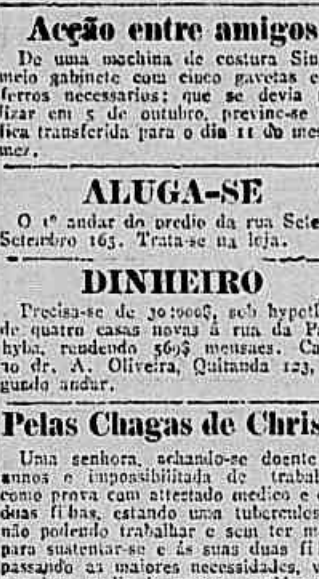 Acção entre amigos
De uma machina de costura Sin
meio gabinete com cinco gavetas e
ferros necessarios; que se devia
lizar em 5 de outubro, previne-se
fica transferida para o dia 11 do mes
mez.
ALUGA-SE
O 1º andar do predio da rua Sete
Setembro 163. Trata-se na loja.
DINHEIRO
Precisa-se de 30:000$, sob hypoth
de quatro casas novas á rua da Pa
hyba, rendendo 560$ mensaes. Ca
no dr. A. Oliveira, Quitanda 123,
gundo andar.
Pelas Chagas de Chris
Uma senhora, achando-se doente
annos e impossibilitada de trabal
como prova com attestado medico e
duas filhas, estando uma tuberculos
não podendo trabalhar e sem ter m
para sustentar-se e ás suas duas fi
passando as maiores necessidades, v